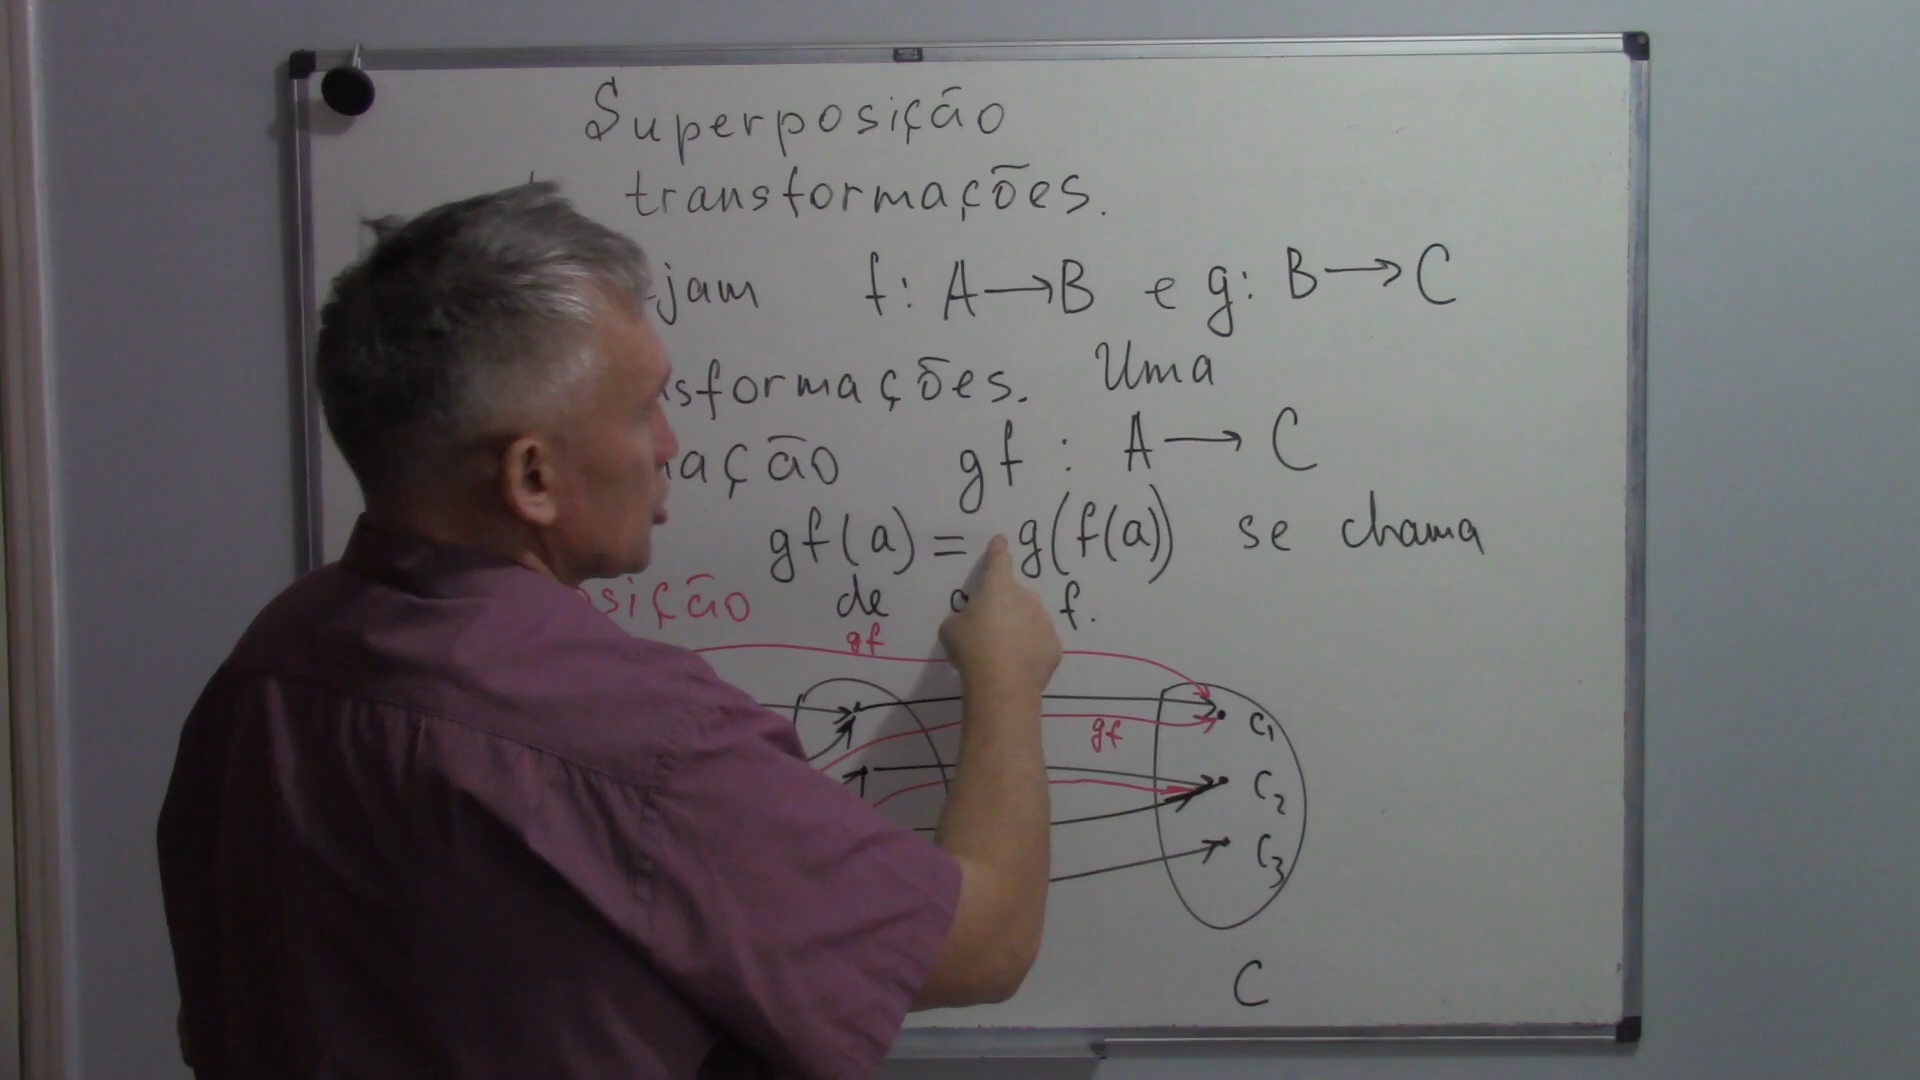 Superposição
transformações.
jam f: A → B e g: B → C
sformações. Uma
ação gf : A → C
gf(a) = g(f(a)) se chama
sição de f.
gf
gf
c₁
c₂
c₃
C